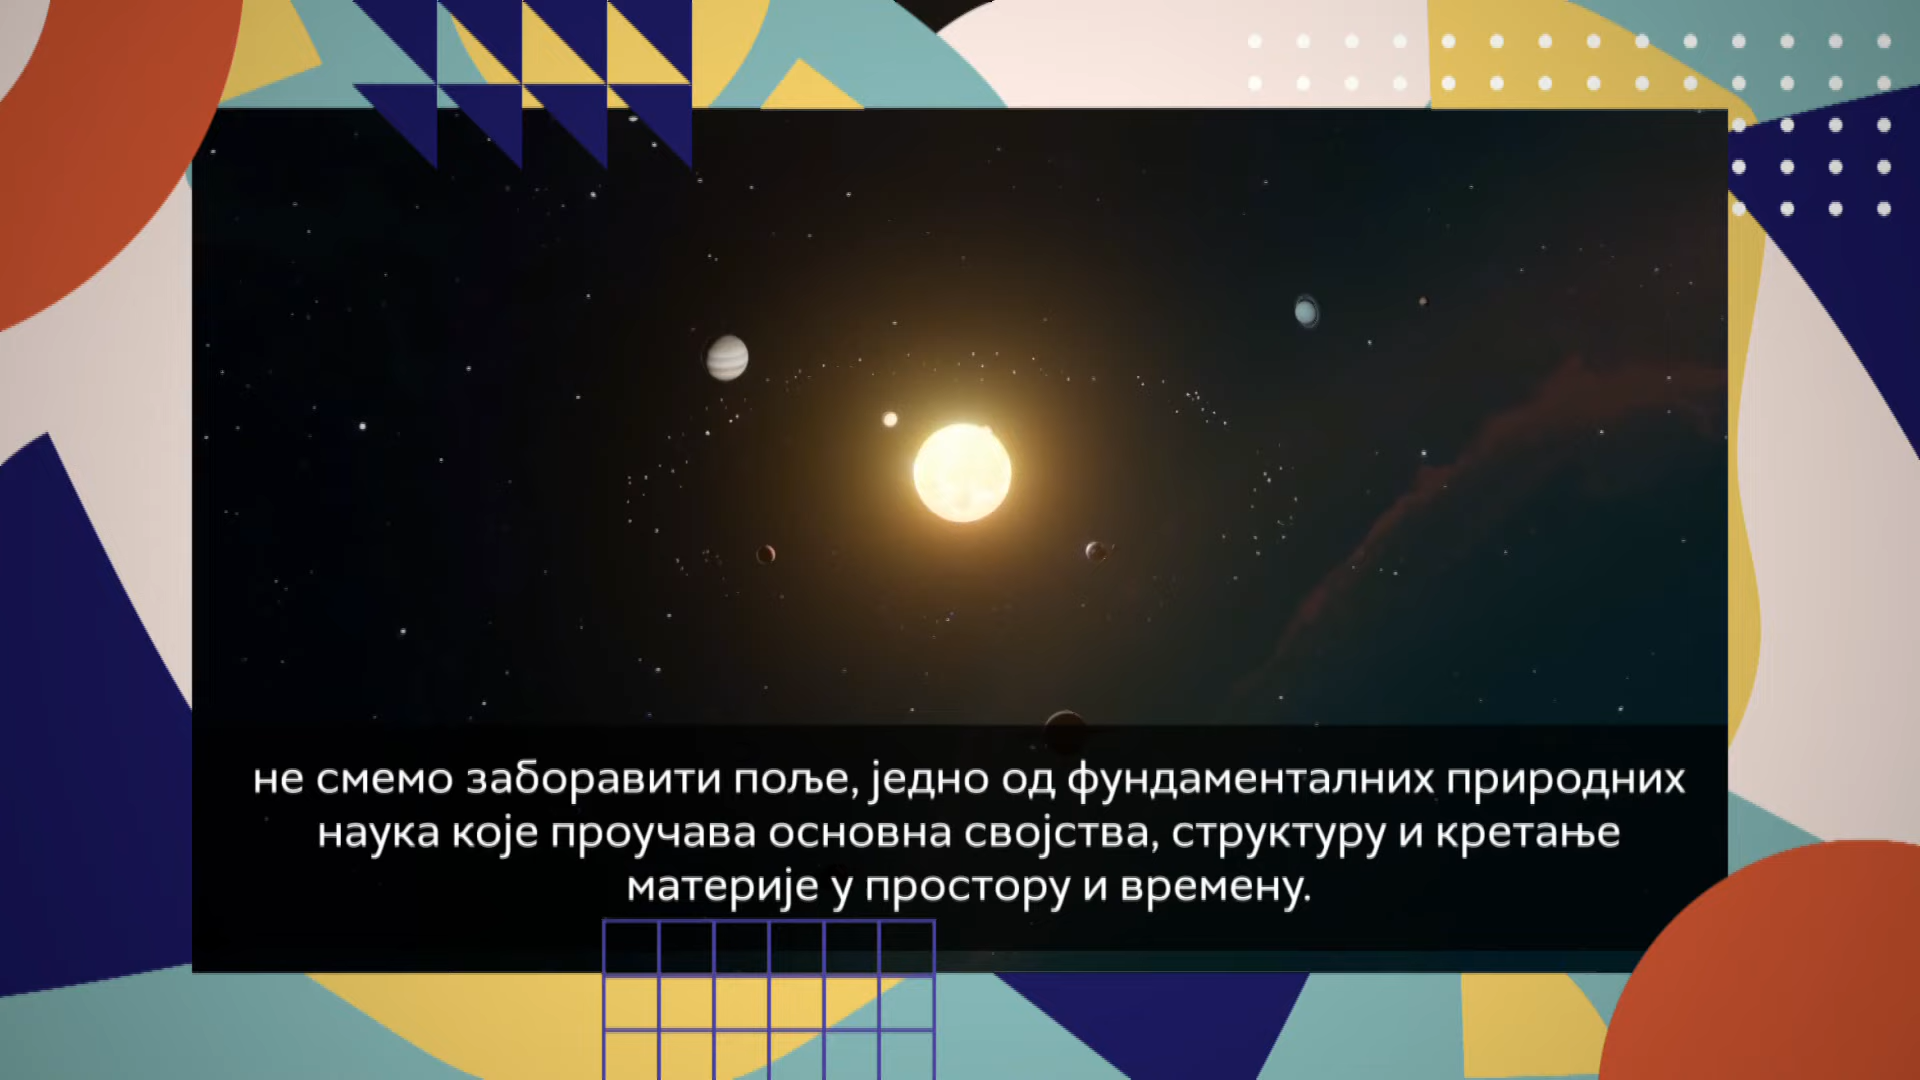 не смемо заборавити поље, једно од фундаменталних природних
наука које проучава основна својства, структуру и кретање
материје у простору и времену.